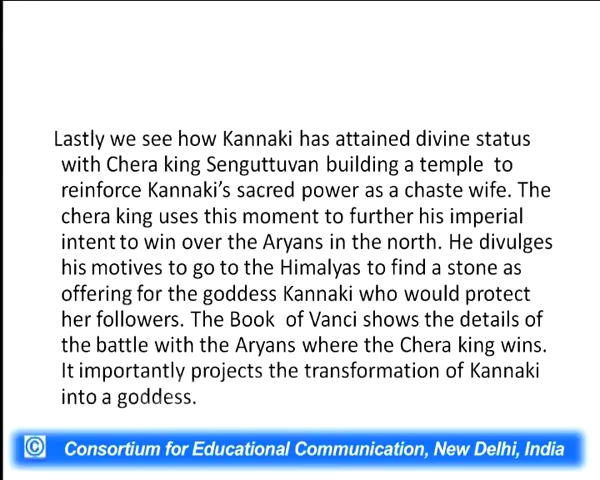 Lastly we see how Kannaki has attained divine status
with Chera king Senguttuvan building a temple to
reinforce Kannaki's sacred power as a chaste wife. The
chera king uses this moment to further his imperial
intent to win over the Aryans in the north. He divulges
his motives to go to the Himalyas to find a stone as
offering for the goddess Kannaki who would protect
her followers. The Book of Vanci shows the details of
the battle with the Aryans where the Chera king wins.
It importantly projects the transformation of Kannaki
into a goddess.
© Consortium for Educational Communication, New Delhi, India